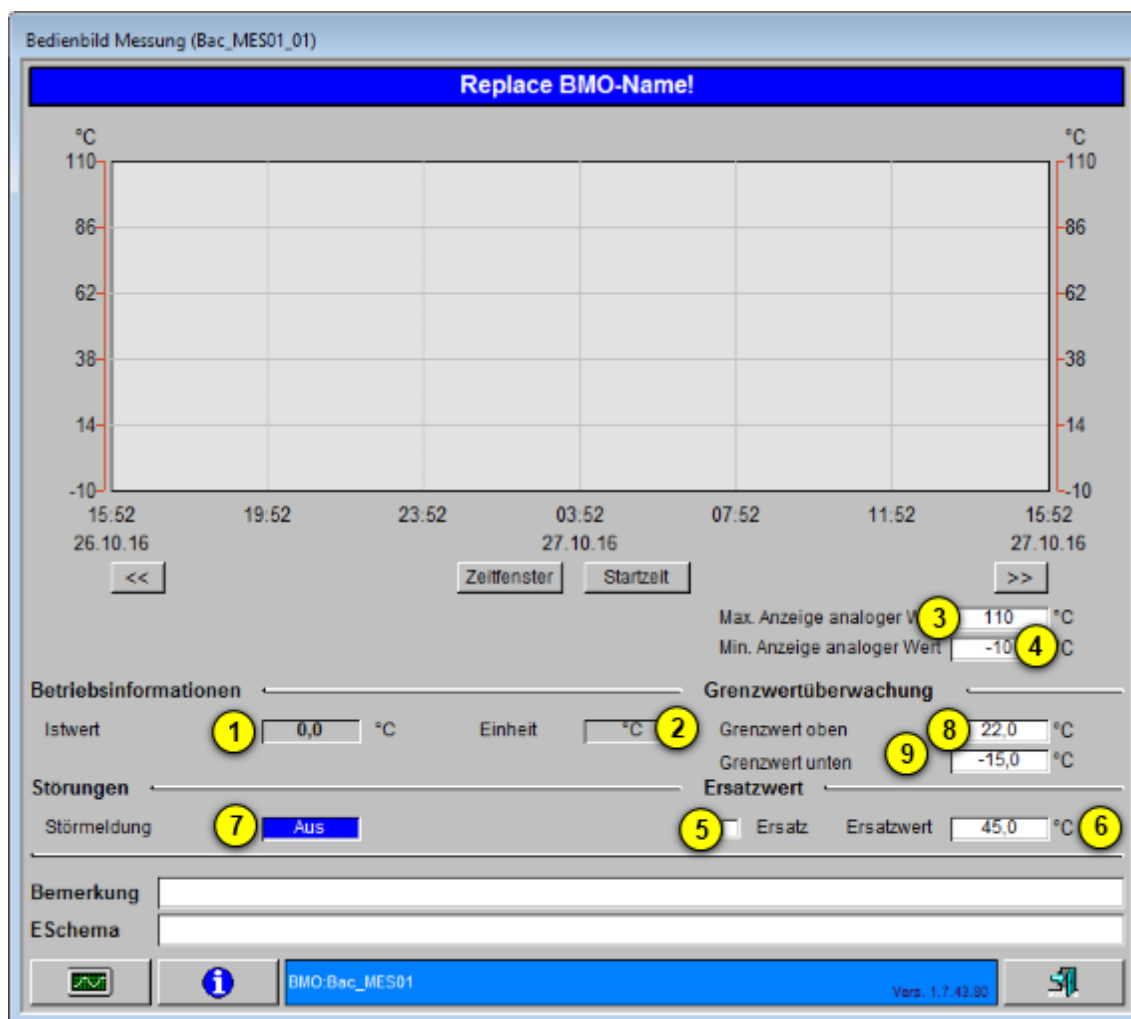 Bedienbild Messung (Bac_MES01_01)
Replace BMO-Name!
°C °C
110 110
86 86
62 62
38 38
14 14
-10 -10
15:52 19:52 23:52 03:52 07:52 11:52 15:52
26.10.16 27.10.16 27.10.16
<< Zeitfenster Startzeit >>
Max. Anzeige analoger 3 110 °C
Min. Anzeige analoger Wert -10 4 C
Betriebsinformationen Grenzwertüberwachung
Istwert 1 0,0 °C Einheit °C 2 Grenzwert oben 8 22,0 °C
Grenzwert unten 9 -15,0 °C
Störungen Ersatzwert
Störmeldung 7 Aus 5 Ersatz Ersatzwert 45,0 °C 6
Bemerkung
ESchema
BMO:Bac_MES01 Vers. 1.7.43.80